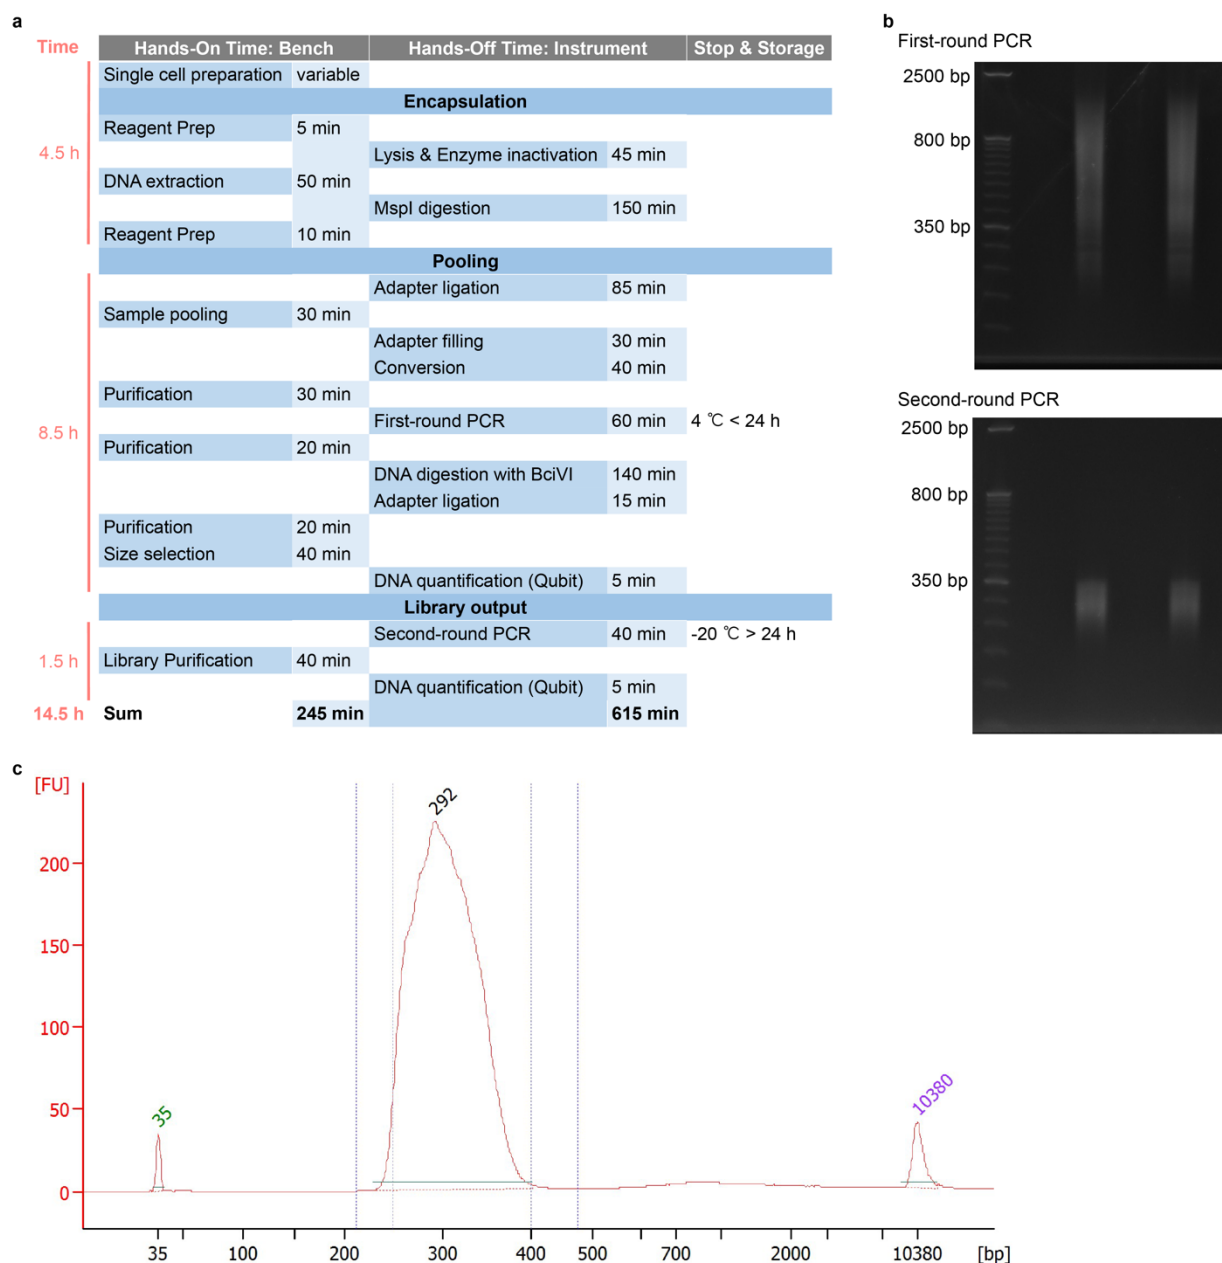 a
Time
Hands-On Time: Bench
Hands-Off Time: Instrument
Stop & Storage
Single cell preparation variable
Encapsulation
Reagent Prep 5 min
4.5 h
Lysis & Enzyme inactivation 45 min
DNA extraction 50 min
MspI digestion 150 min
Reagent Prep 10 min
Pooling
Adapter ligation 85 min
Sample pooling 30 min
Adapter filling 30 min
Conversion 40 min
Purification 30 min
First-round PCR 60 min 4 ℃ < 24 h
8.5 h
Purification 20 min
DNA digestion with BciVI 140 min
Adapter ligation 15 min
Purification 20 min
Size selection 40 min
DNA quantification (Qubit) 5 min
Library output
Second-round PCR 40 min -20 ℃ > 24 h
1.5 h
Library Purification 40 min
DNA quantification (Qubit) 5 min
14.5 h Sum 245 min 615 min
b
First-round PCR
2500 bp
800 bp
350 bp
Second-round PCR
2500 bp
800 bp
350 bp
c
[FU]
200
150
100
50
0
35
292
10380
35 100 200 300 400 500 700 2000 10380 [bp]